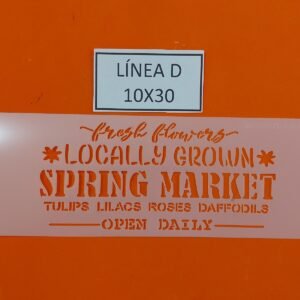 LÍNEA D
10X30
fresh flowers
LOCALLY GROWN
SPRING MARKET
TULIPS LILACS ROSES DAFFODILS
OPEN DAILY